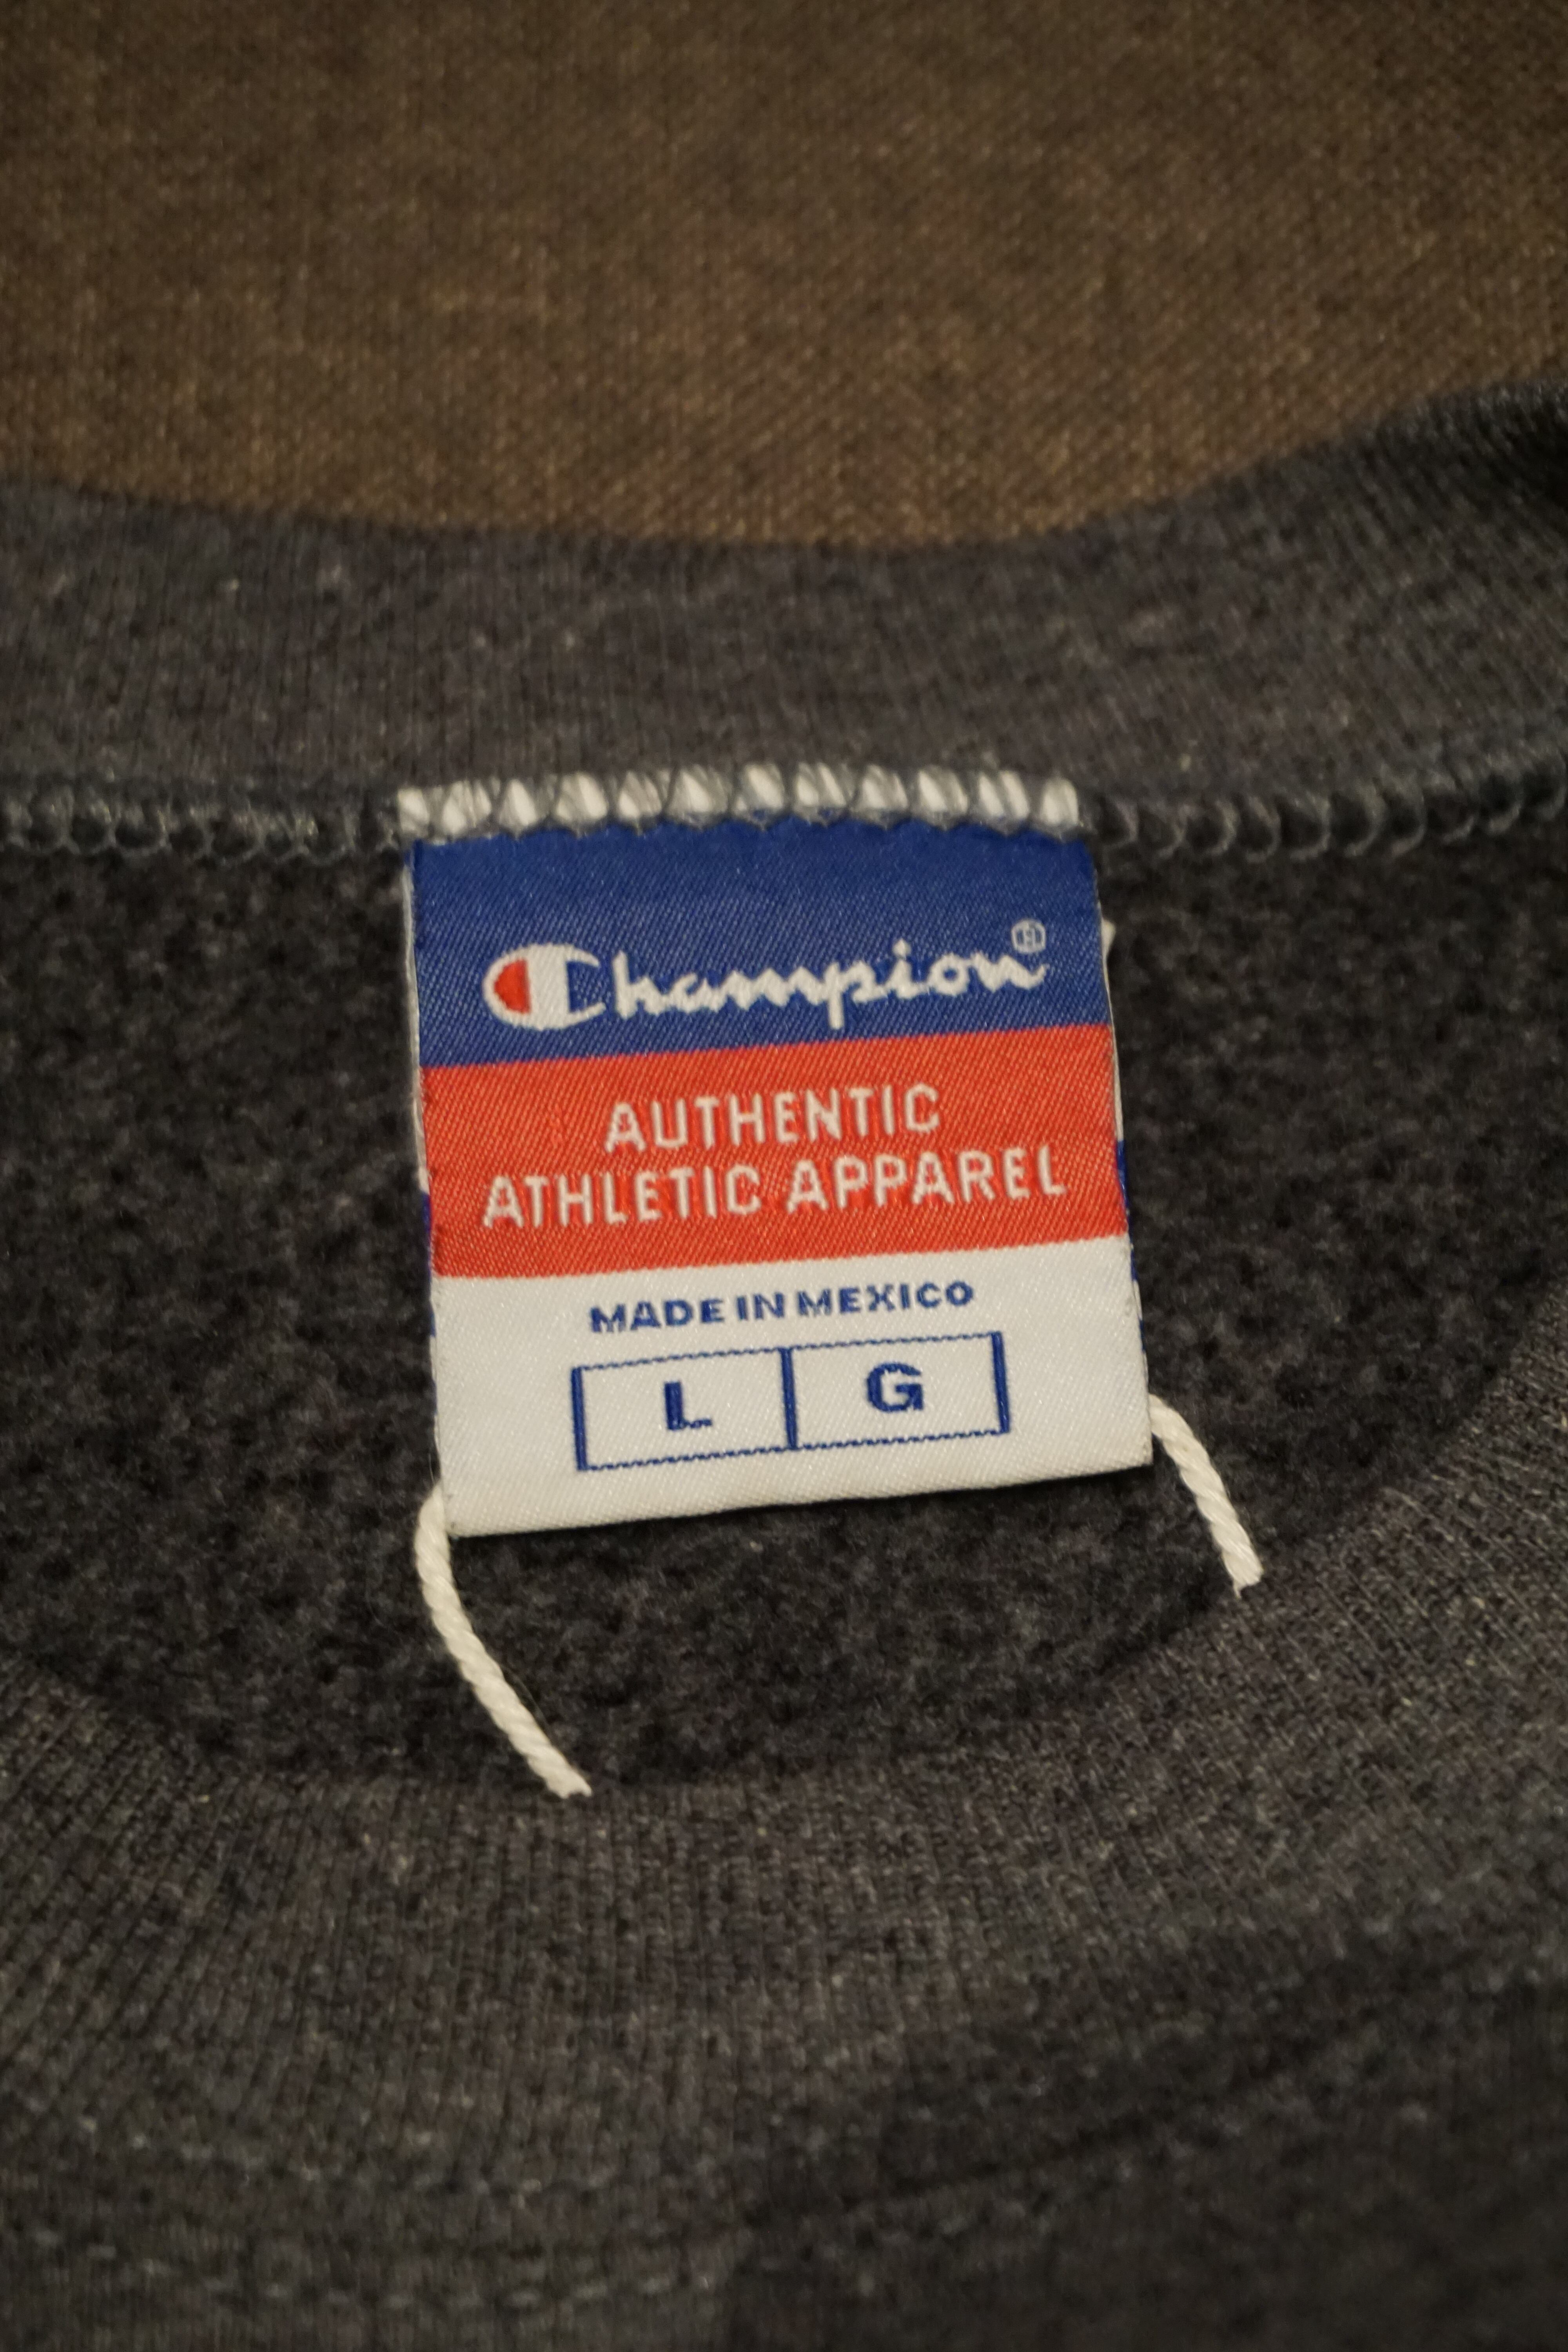 Champion®
AUTHENTIC
ATHLETIC APPAREL
MADE IN MEXICO
L G